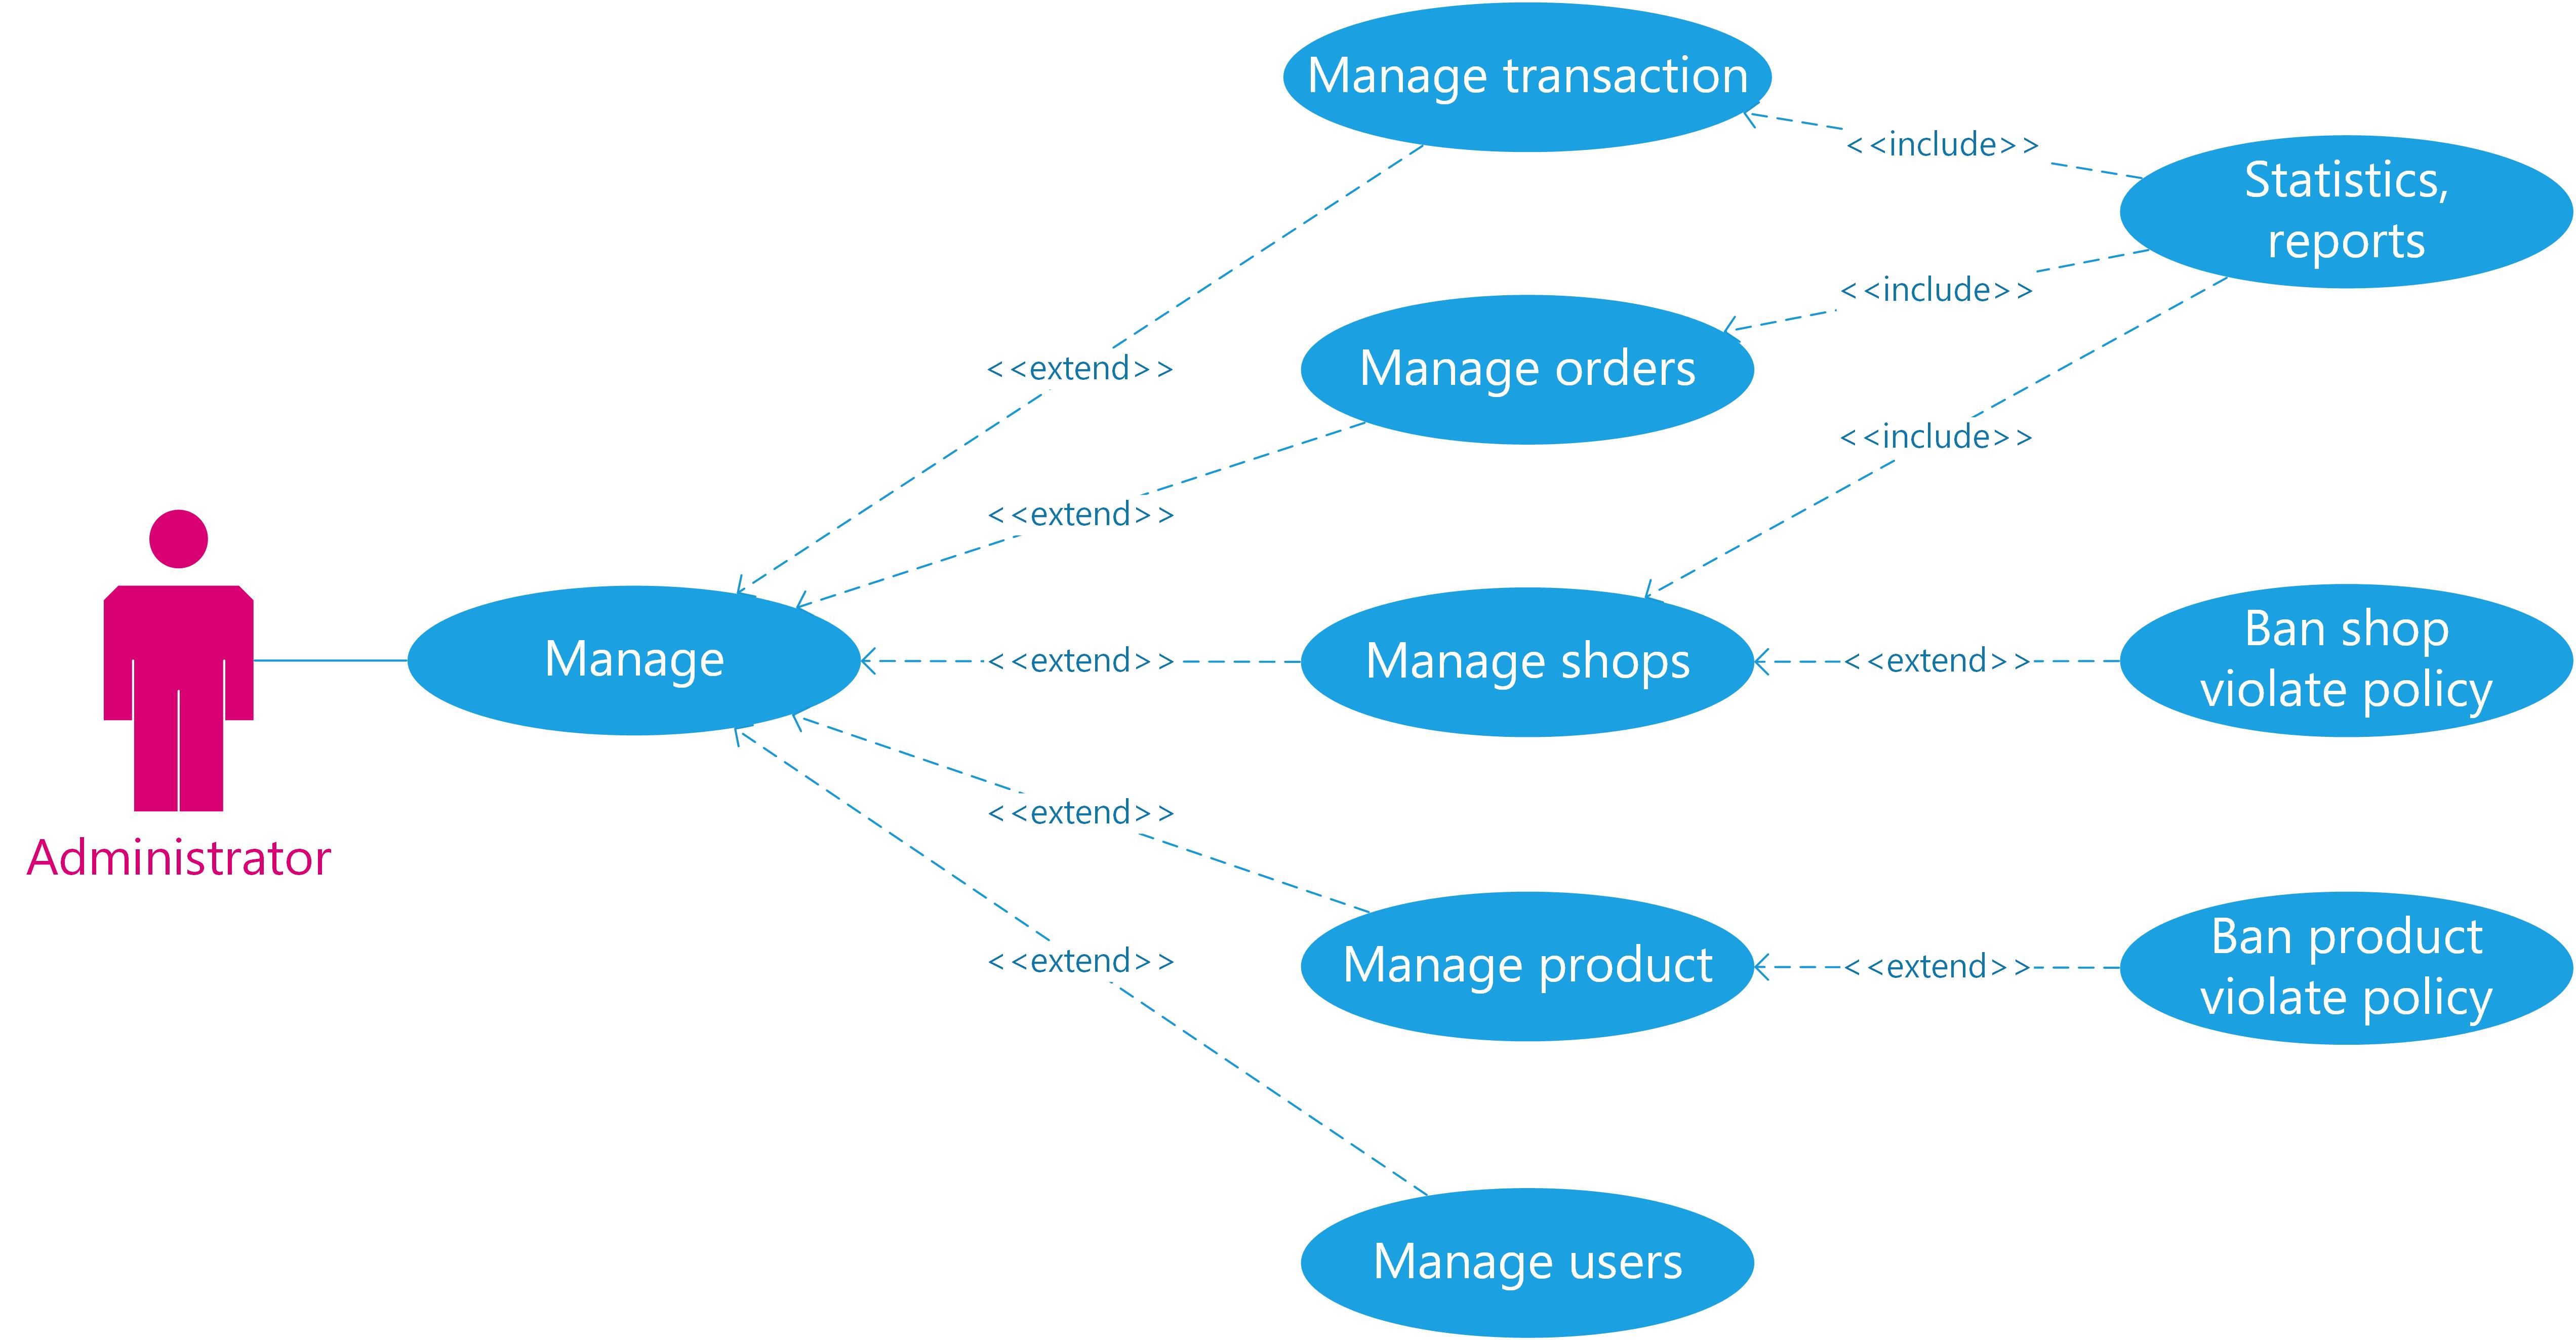 Manage transaction
<<include>>
Statistics,
reports
<<include>>
<<extend>>
Manage orders
<<include>>
<<extend>>
Administrator
Manage
<<extend>>
Manage shops
<<extend>>
Ban shop
violate policy
<<extend>>
Manage product
<<extend>>
Ban product
violate policy
<<extend>>
Manage users